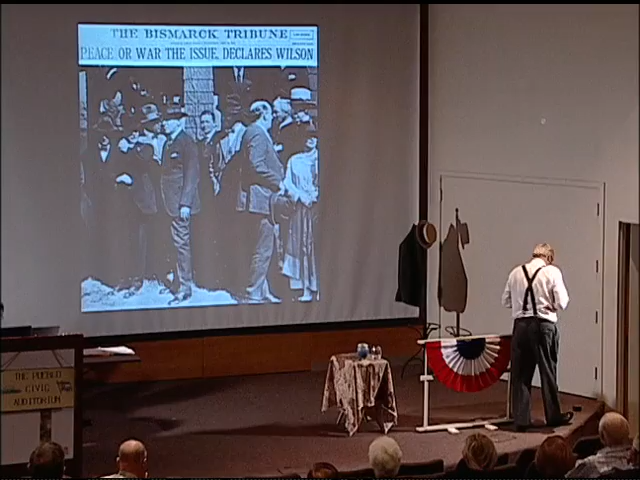 THE BISMARCK TRIBUNE
PEACE OR WAR THE ISSUE, DECLARES WILSON
THE PUEBLO
CIVIC
AUDITORIUM